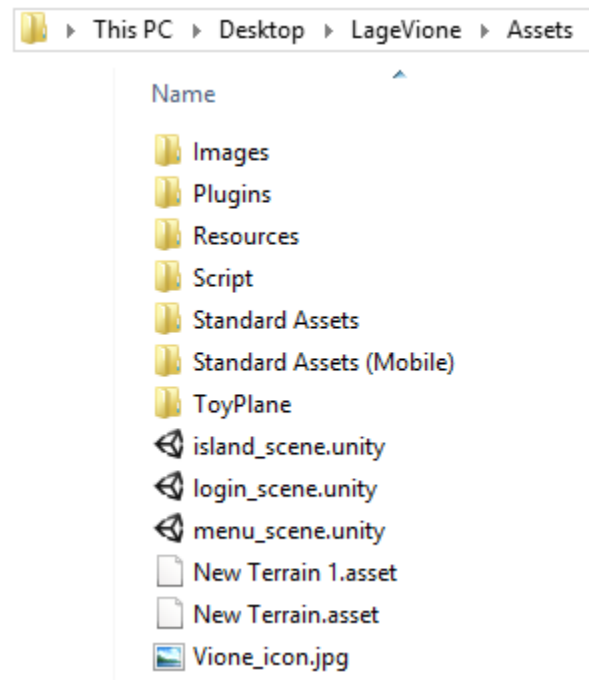 This PC Desktop LageVione Assets
Name
Images
Plugins
Resources
Script
Standard Assets
Standard Assets (Mobile)
ToyPlane
island_scene.unity
login_scene.unity
menu_scene.unity
New Terrain 1.asset
New Terrain.asset
Vione_icon.jpg